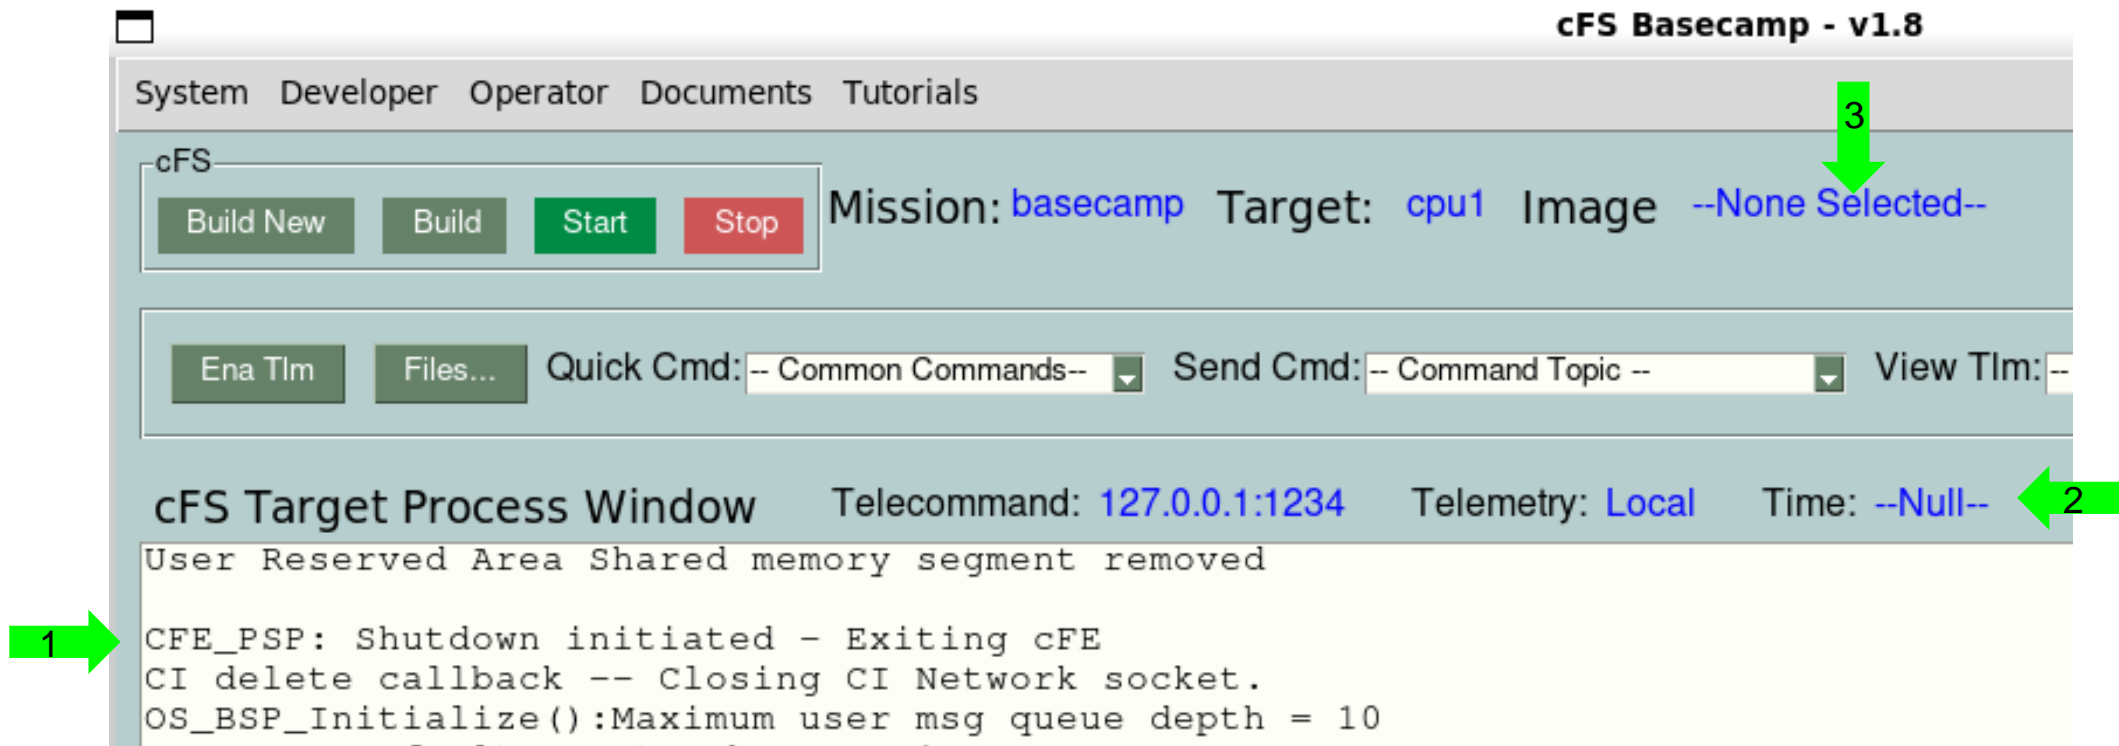 cFS Basecamp - v1.8
System Developer Operator Documents Tutorials
3
cFS
Build New Build Start Stop Mission: basecamp Target: cpu1 Image --None Selected--
Ena Tlm Files... Quick Cmd: -- Common Commands-- Send Cmd: -- Command Topic -- View Tlm: --
cFS Target Process Window Telecommand: 127.0.0.1:1234 Telemetry: Local Time: --Null-- 2
User Reserved Area Shared memory segment removed
1 CFE_PSP: Shutdown initiated - Exiting cFE
CI delete callback -- Closing CI Network socket.
OS_BSP_Initialize():Maximum user msg queue depth = 10